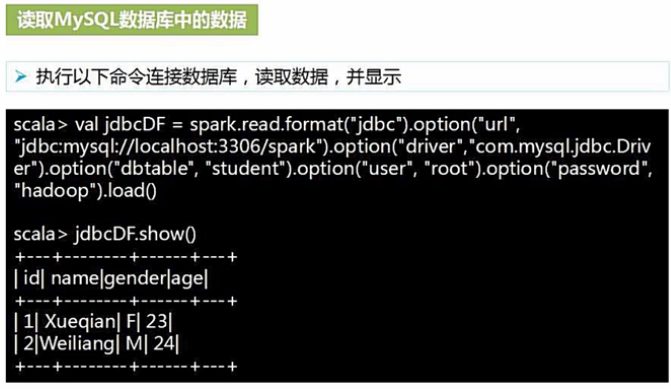 读取MySQL数据库中的数据
执行以下命令连接数据库，读取数据，并显示
scala> val jdbcDF = spark.read.format("jdbc").option("url",
"jdbc:mysql://localhost:3306/spark").option("driver","com.mysql.jdbc.Driv
er").option("dbtable", "student").option("user", "root").option("password",
"hadoop").load()
scala> jdbcDF.show()
+---+--------+------+---+
| id| name|gender|age|
+---+--------+------+---+
| 1| Xueqian| F| 23|
| 2|Weiliang| M| 24|
+---+--------+------+---+